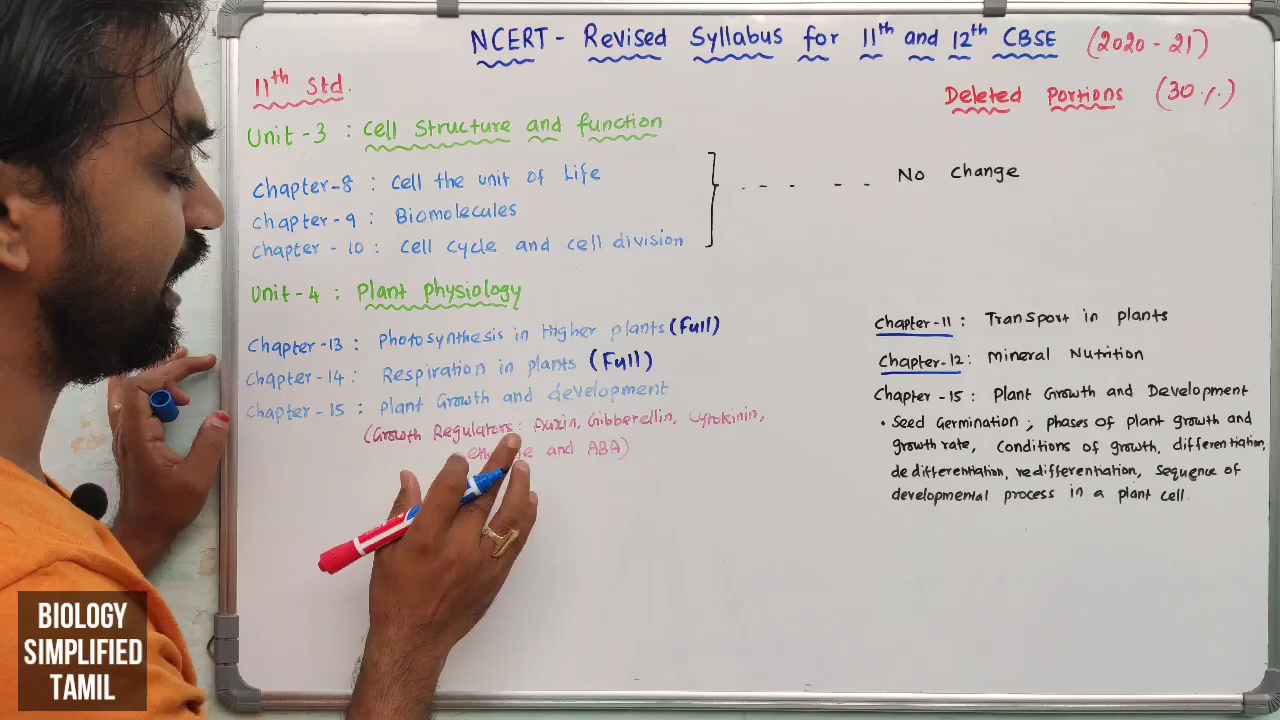 NCERT - Revised Syllabus for 11th and 12th CBSE (2020-21)
11th Std.
Deleted Portions (30%)
Unit-3 : Cell Structure and function
Chapter-8 : Cell the unit of Life
Chapter-9 : Biomolecules
Chapter-10 : Cell cycle and cell division
No change
Unit-4 : Plant physiology
Chapter-13 : Photosynthesis in Higher plants (Full)
Chapter-14 : Respiration in plants (Full)
Chapter-15 : Plant Growth and development
(Growth Regulators: Auxin, Gibberellin, Cytokinin,
and ABA)
Chapter-11 : Transport in plants
Chapter-12 : Mineral Nutrition
Chapter-15 : Plant Growth and Development
• Seed Germination ; phases of plant growth and
growth rate, Conditions of growth, differentiation,
dedifferentiation, redifferentiation, sequence of
developmental process in a plant cell.
BIOLOGY
SIMPLIFIED
TAMIL